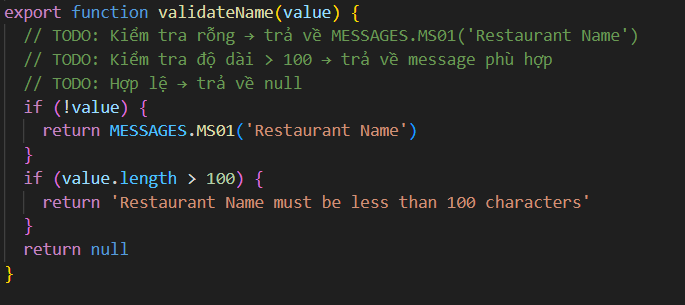 export function validateName(value) {
// TODO: Kiểm tra rỗng → trả về MESSAGES.MS01('Restaurant Name')
// TODO: Kiểm tra độ dài > 100 → trả về message phù hợp
// TODO: Hợp lệ → trả về null
if (!value) {
return MESSAGES.MS01('Restaurant Name')
}
if (value.length > 100) {
return 'Restaurant Name must be less than 100 characters'
}
return null
}